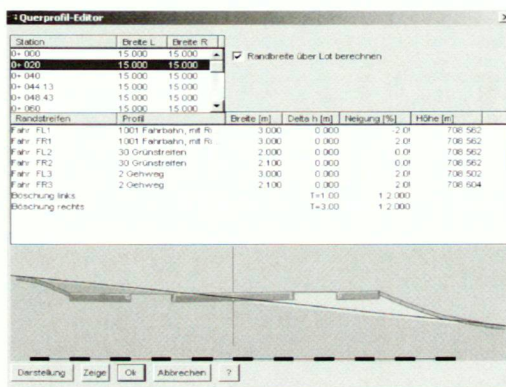 Querprofil-Editor
Station Breite L Breite R
0+ 000 15.000 15.000
0+ 020 15.000 15.000
0+ 040 15.000 15.000
0+ 044.13 15.000 15.000
0+ 048.43 15.000 15.000
0+ 060 15.000 15.000
Randbreite über Lot berechnen
Randstreifen Profil Breite [m] Delta h [m] Neigung [%] Höhe [m]
Fahr FL1 1001 Fahrbahn, mit Ri... 3.000 0.000 -2.0% 708.562
Fahr FR1 1001 Fahrbahn, mit Ri... 3.000 0.000 2.0% 708.562
Fahr FL2 30 Grünstreifen 2.000 0.000 0.0% 708.562
Fahr FR2 30 Grünstreifen 2.100 0.000 0.0% 708.562
Fahr FL3 2 Gehweg 3.000 0.000 2.0% 708.502
Fahr FR3 2 Gehweg 2.100 0.000 2.0% 708.604
Böschung links T=1.00 1:2.000
Böschung rechts T=3.00 1:2.000
Darstellung Zeige Ok Abbrechen ?